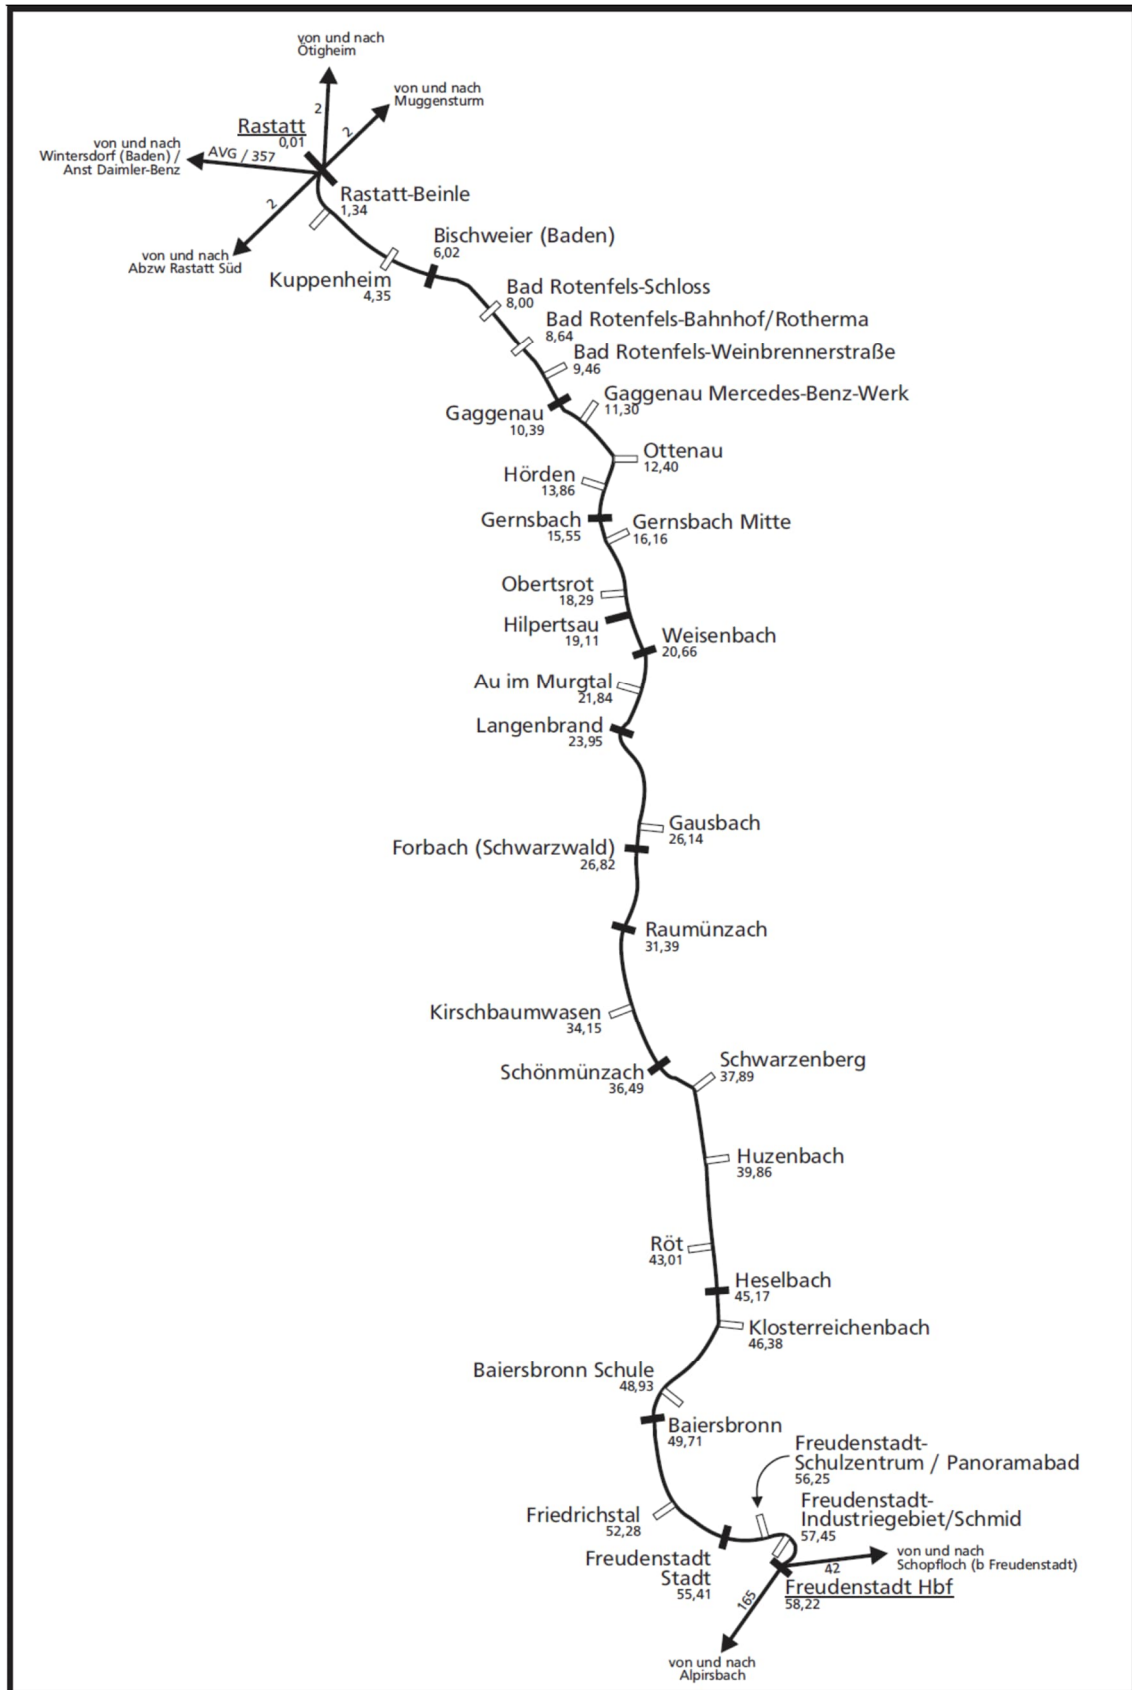 von und nach
Ötigheim
von und nach
Muggensturm
2
2
Rastatt
0,01
von und nach
Wintersdorf (Baden) /
Anst Daimler-Benz
AVG / 357
2
von und nach
Abzw Rastatt Süd
Rastatt-Beinle
1,34
Bischweier (Baden)
6,02
Kuppenheim
4,35
Bad Rotenfels-Schloss
8,00
Bad Rotenfels-Bahnhof/Rotherma
8,64
Bad Rotenfels-Weinbrennerstraße
9,46
Gaggenau Mercedes-Benz-Werk
11,30
Gaggenau
10,39
Ottenau
12,40
Hörden
13,86
Gernsbach
15,55
Gernsbach Mitte
16,16
Obertsrot
18,29
Hilpertsau
19,11
Weisenbach
20,66
Au im Murgtal
21,84
Langenbrand
23,95
Gausbach
26,14
Forbach (Schwarzwald)
26,82
Raumünzach
31,39
Kirschbaumwasen
34,15
Schönmünzach
36,49
Schwarzenberg
37,89
Huzenbach
39,86
Röt
43,01
Heselbach
45,17
Klosterreichenbach
46,38
Baiersbronn Schule
48,93
Baiersbronn
49,71
Freudenstadt-
Schulzentrum / Panoramabad
56,25
Freudenstadt-
Industriegebiet/Schmid
57,45
Friedrichstal
52,28
Freudenstadt
Stadt
55,41
von und nach
Schopfloch (b Freudenstadt)
42
Freudenstadt Hbf
58,22
165
von und nach
Alpirsbach